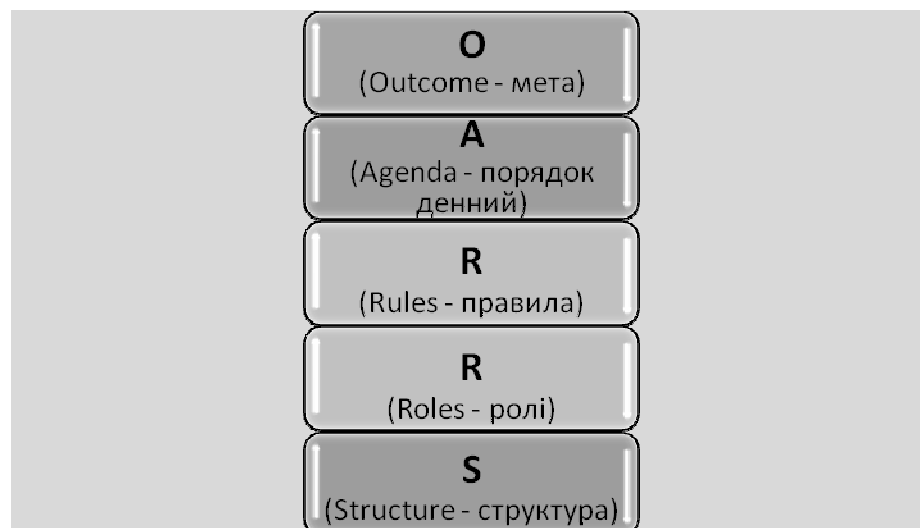 O
(Outcome - мета)
A
(Agenda - порядок
денний)
R
(Rules - правила)
R
(Roles - ролі)
S
(Structure - структура)